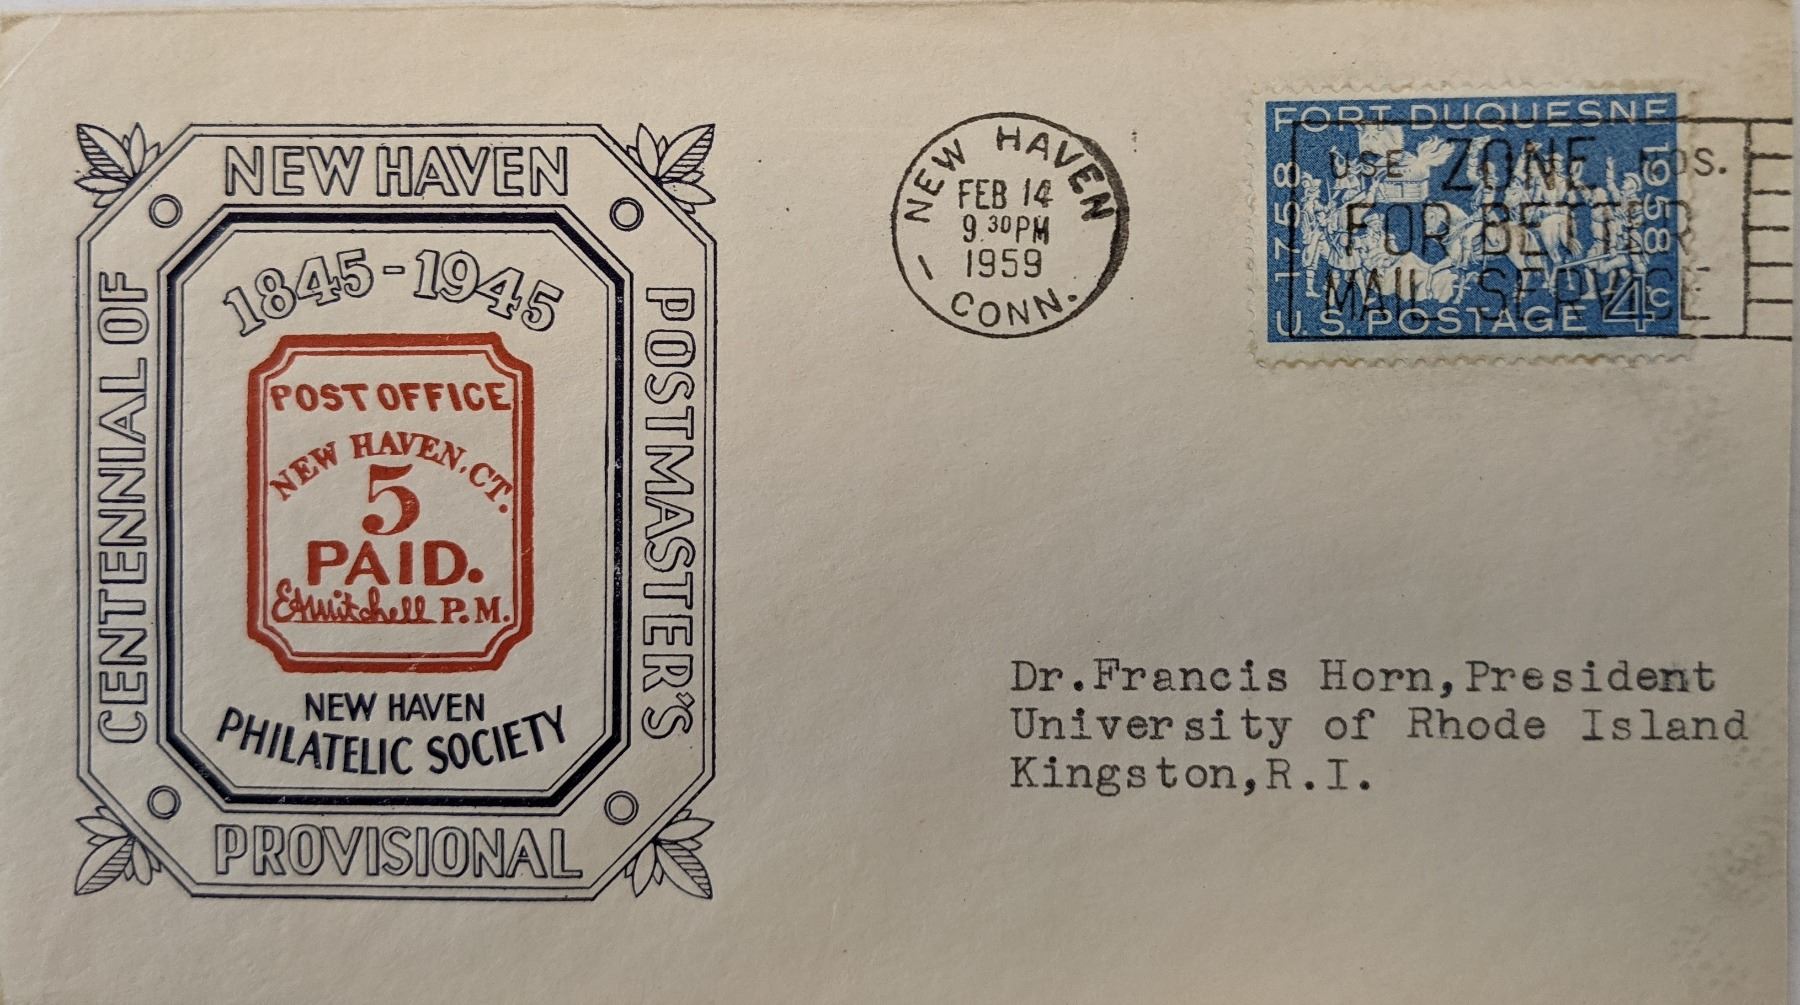 NEW HAVEN
CENTENNIAL OF
POSTMASTER'S
PROVISIONAL
1845-1945
POST OFFICE
NEW HAVEN, CT.
5
PAID.
E A Mitchell P. M.
NEW HAVEN
PHILATELIC SOCIETY
NEW HAVEN
FEB 14
9 30 PM
1959
CONN.
FORT DUQUESNE
1758
1958
U.S. POSTAGE 4c
USE ZONE NOS.
FOR BETTER
MAIL SERVICE
Dr.Francis Horn,President
University of Rhode Island
Kingston,R.I.